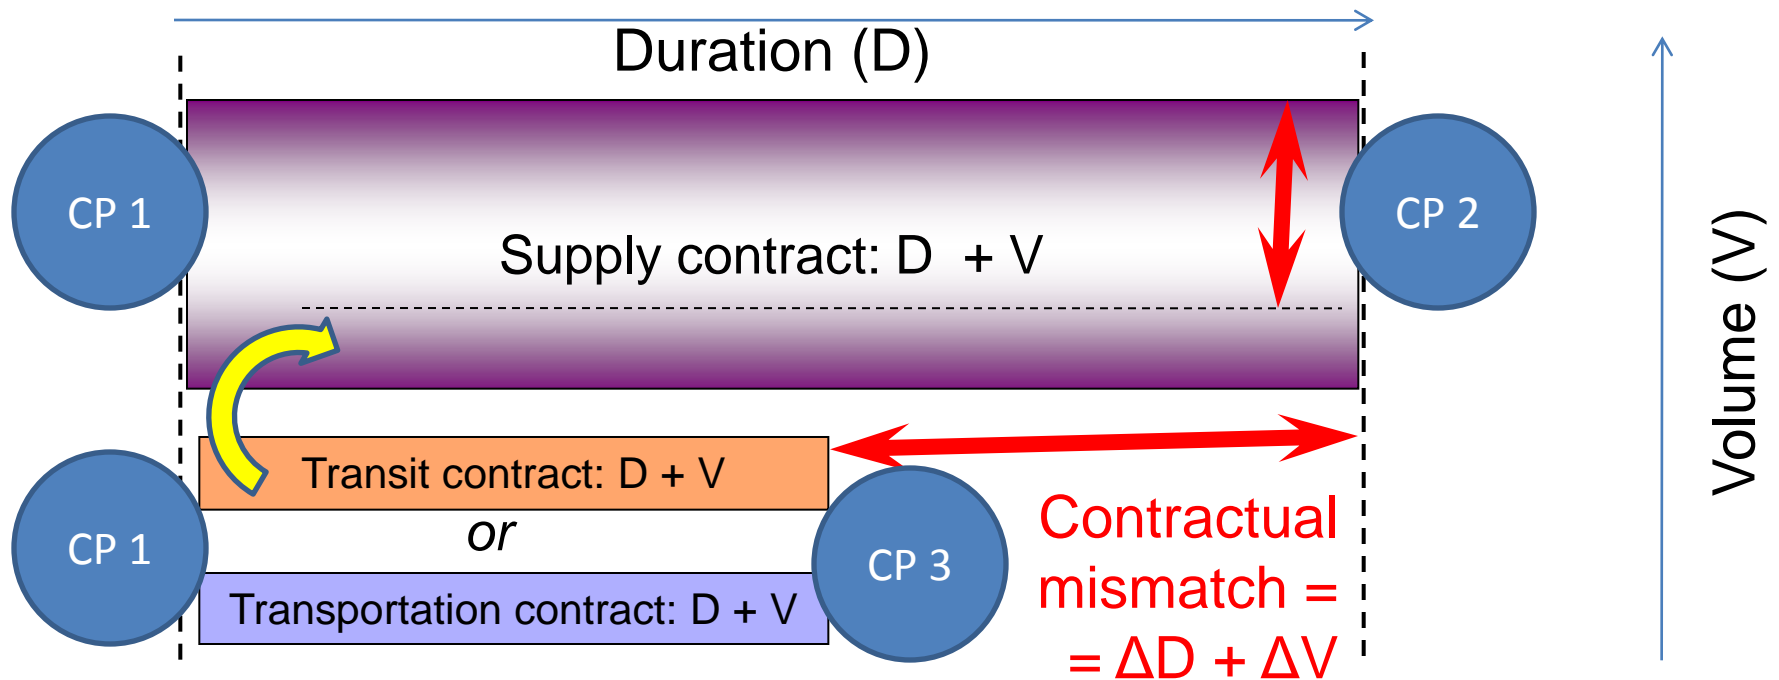 Duration (D)
CP 1
CP 2
Supply contract: D + V
Volume (V)
Transit contract: D + V
or
CP 1
CP 3
Transportation contract: D + V
Contractual
mismatch =
= ΔD + ΔV